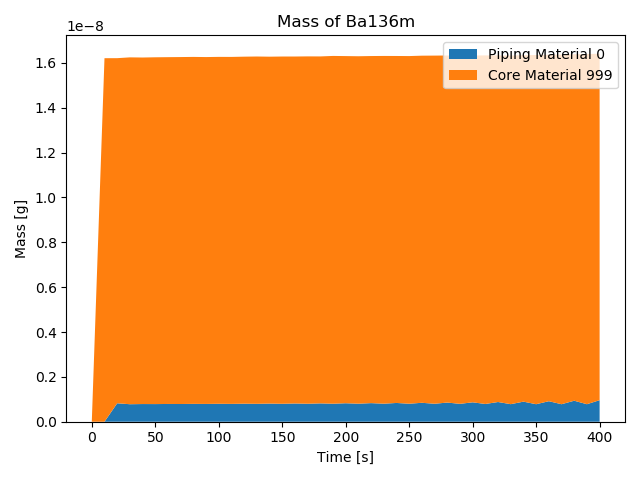 Mass of Ba136m
1e−8
Piping Material 0
Core Material 999
1.6
1.4
1.2
1.0
0.8
0.6
0.4
0.2
0.0
Mass [g]
0 50 100 150 200 250 300 350 400
Time [s]